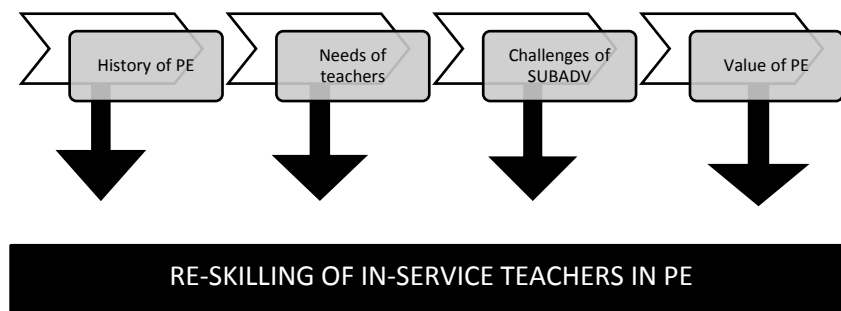 History of PE
Needs of
teachers
Challenges of
SUBADV
Value of PE
RE-SKILLING OF IN-SERVICE TEACHERS IN PE